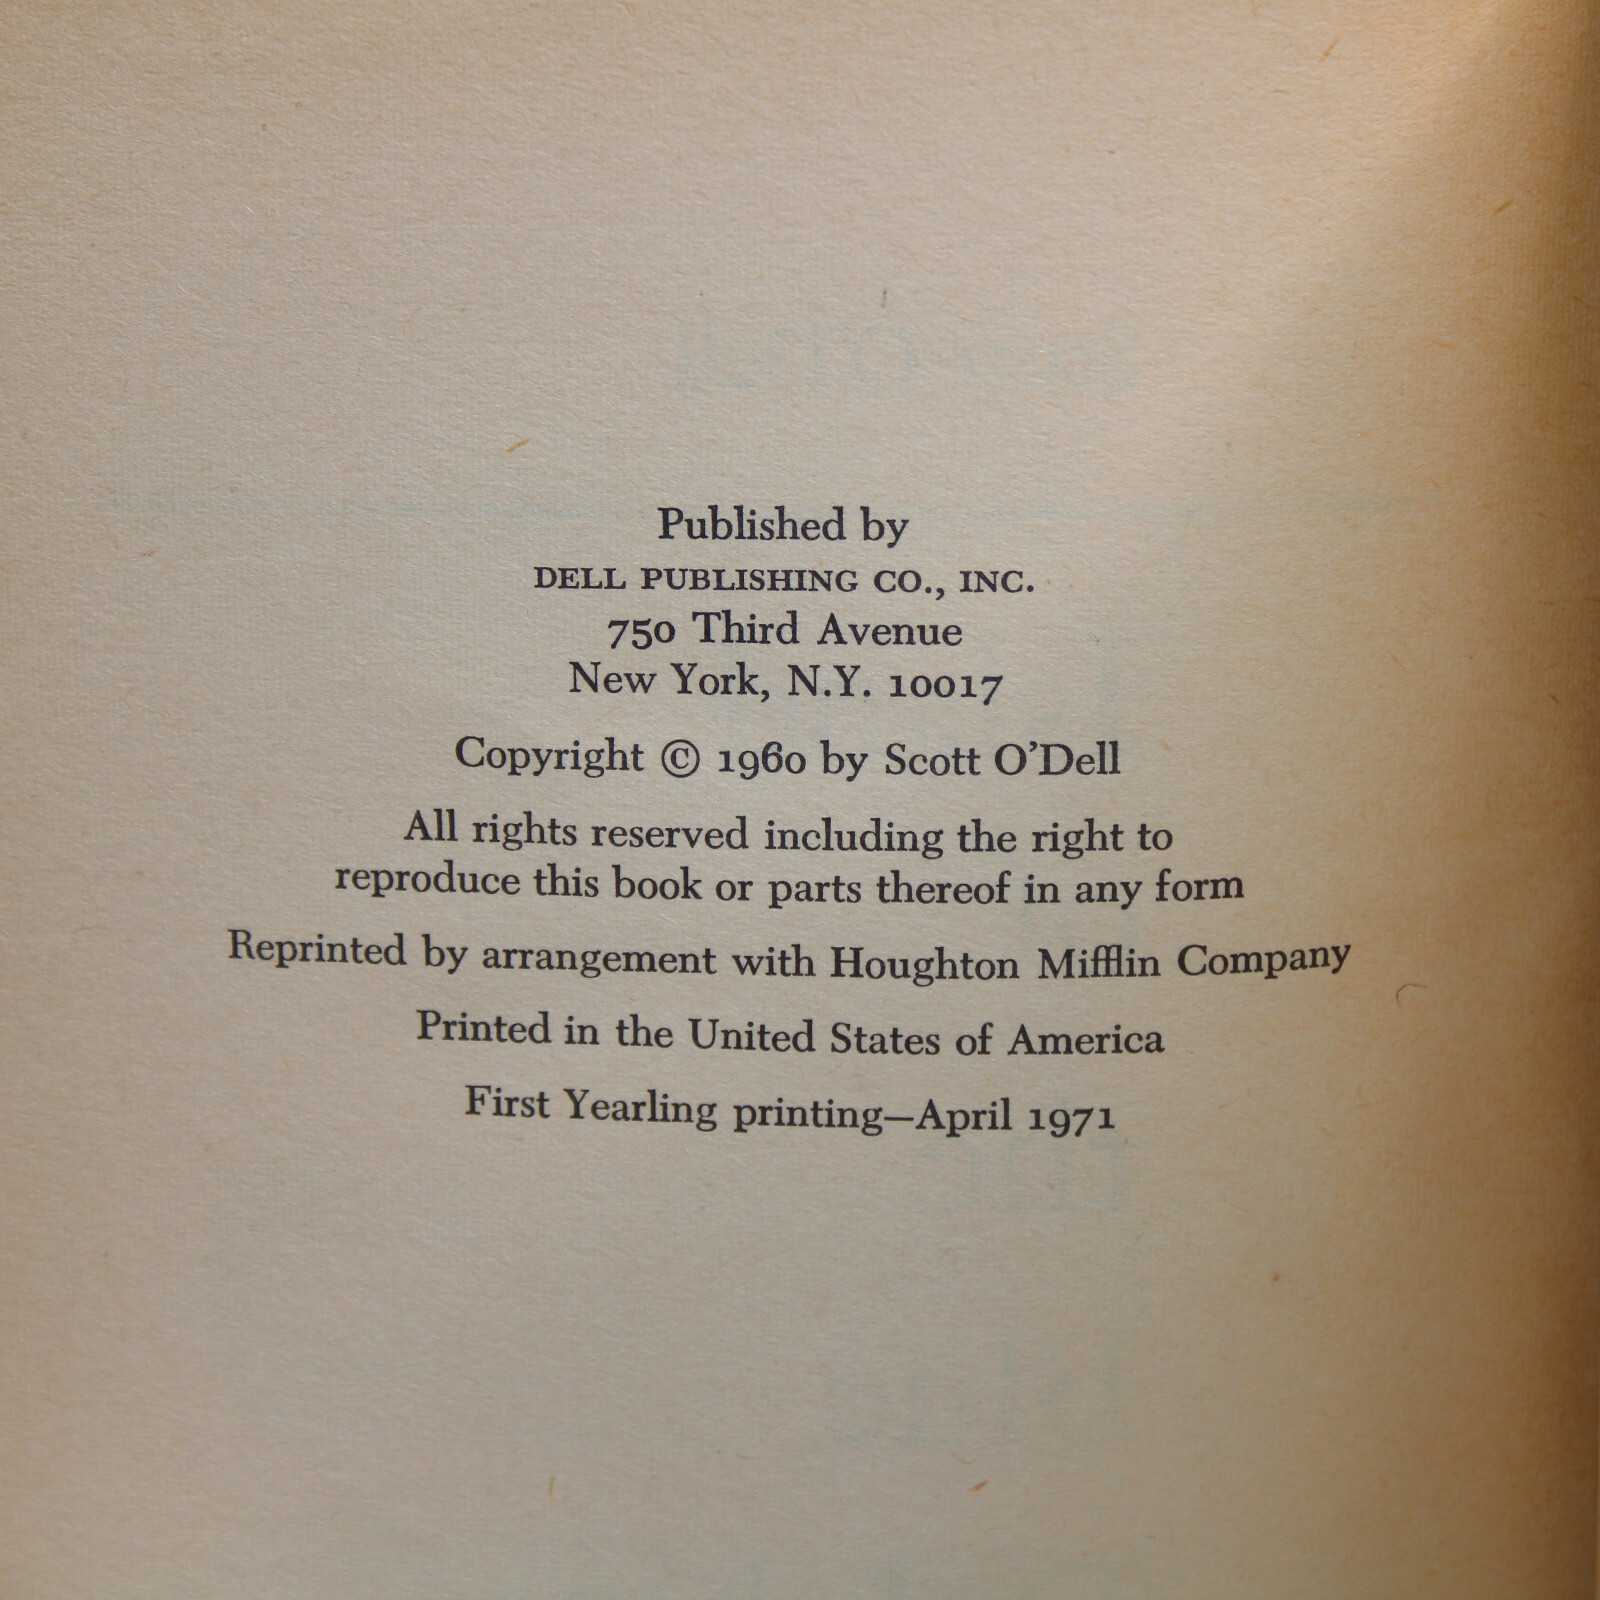 Published by
DELL PUBLISHING CO., INC.
750 Third Avenue
New York, N.Y. 10017
Copyright © 1960 by Scott O'Dell
All rights reserved including the right to
reproduce this book or parts thereof in any form
Reprinted by arrangement with Houghton Mifflin Company
Printed in the United States of America
First Yearling printing—April 1971